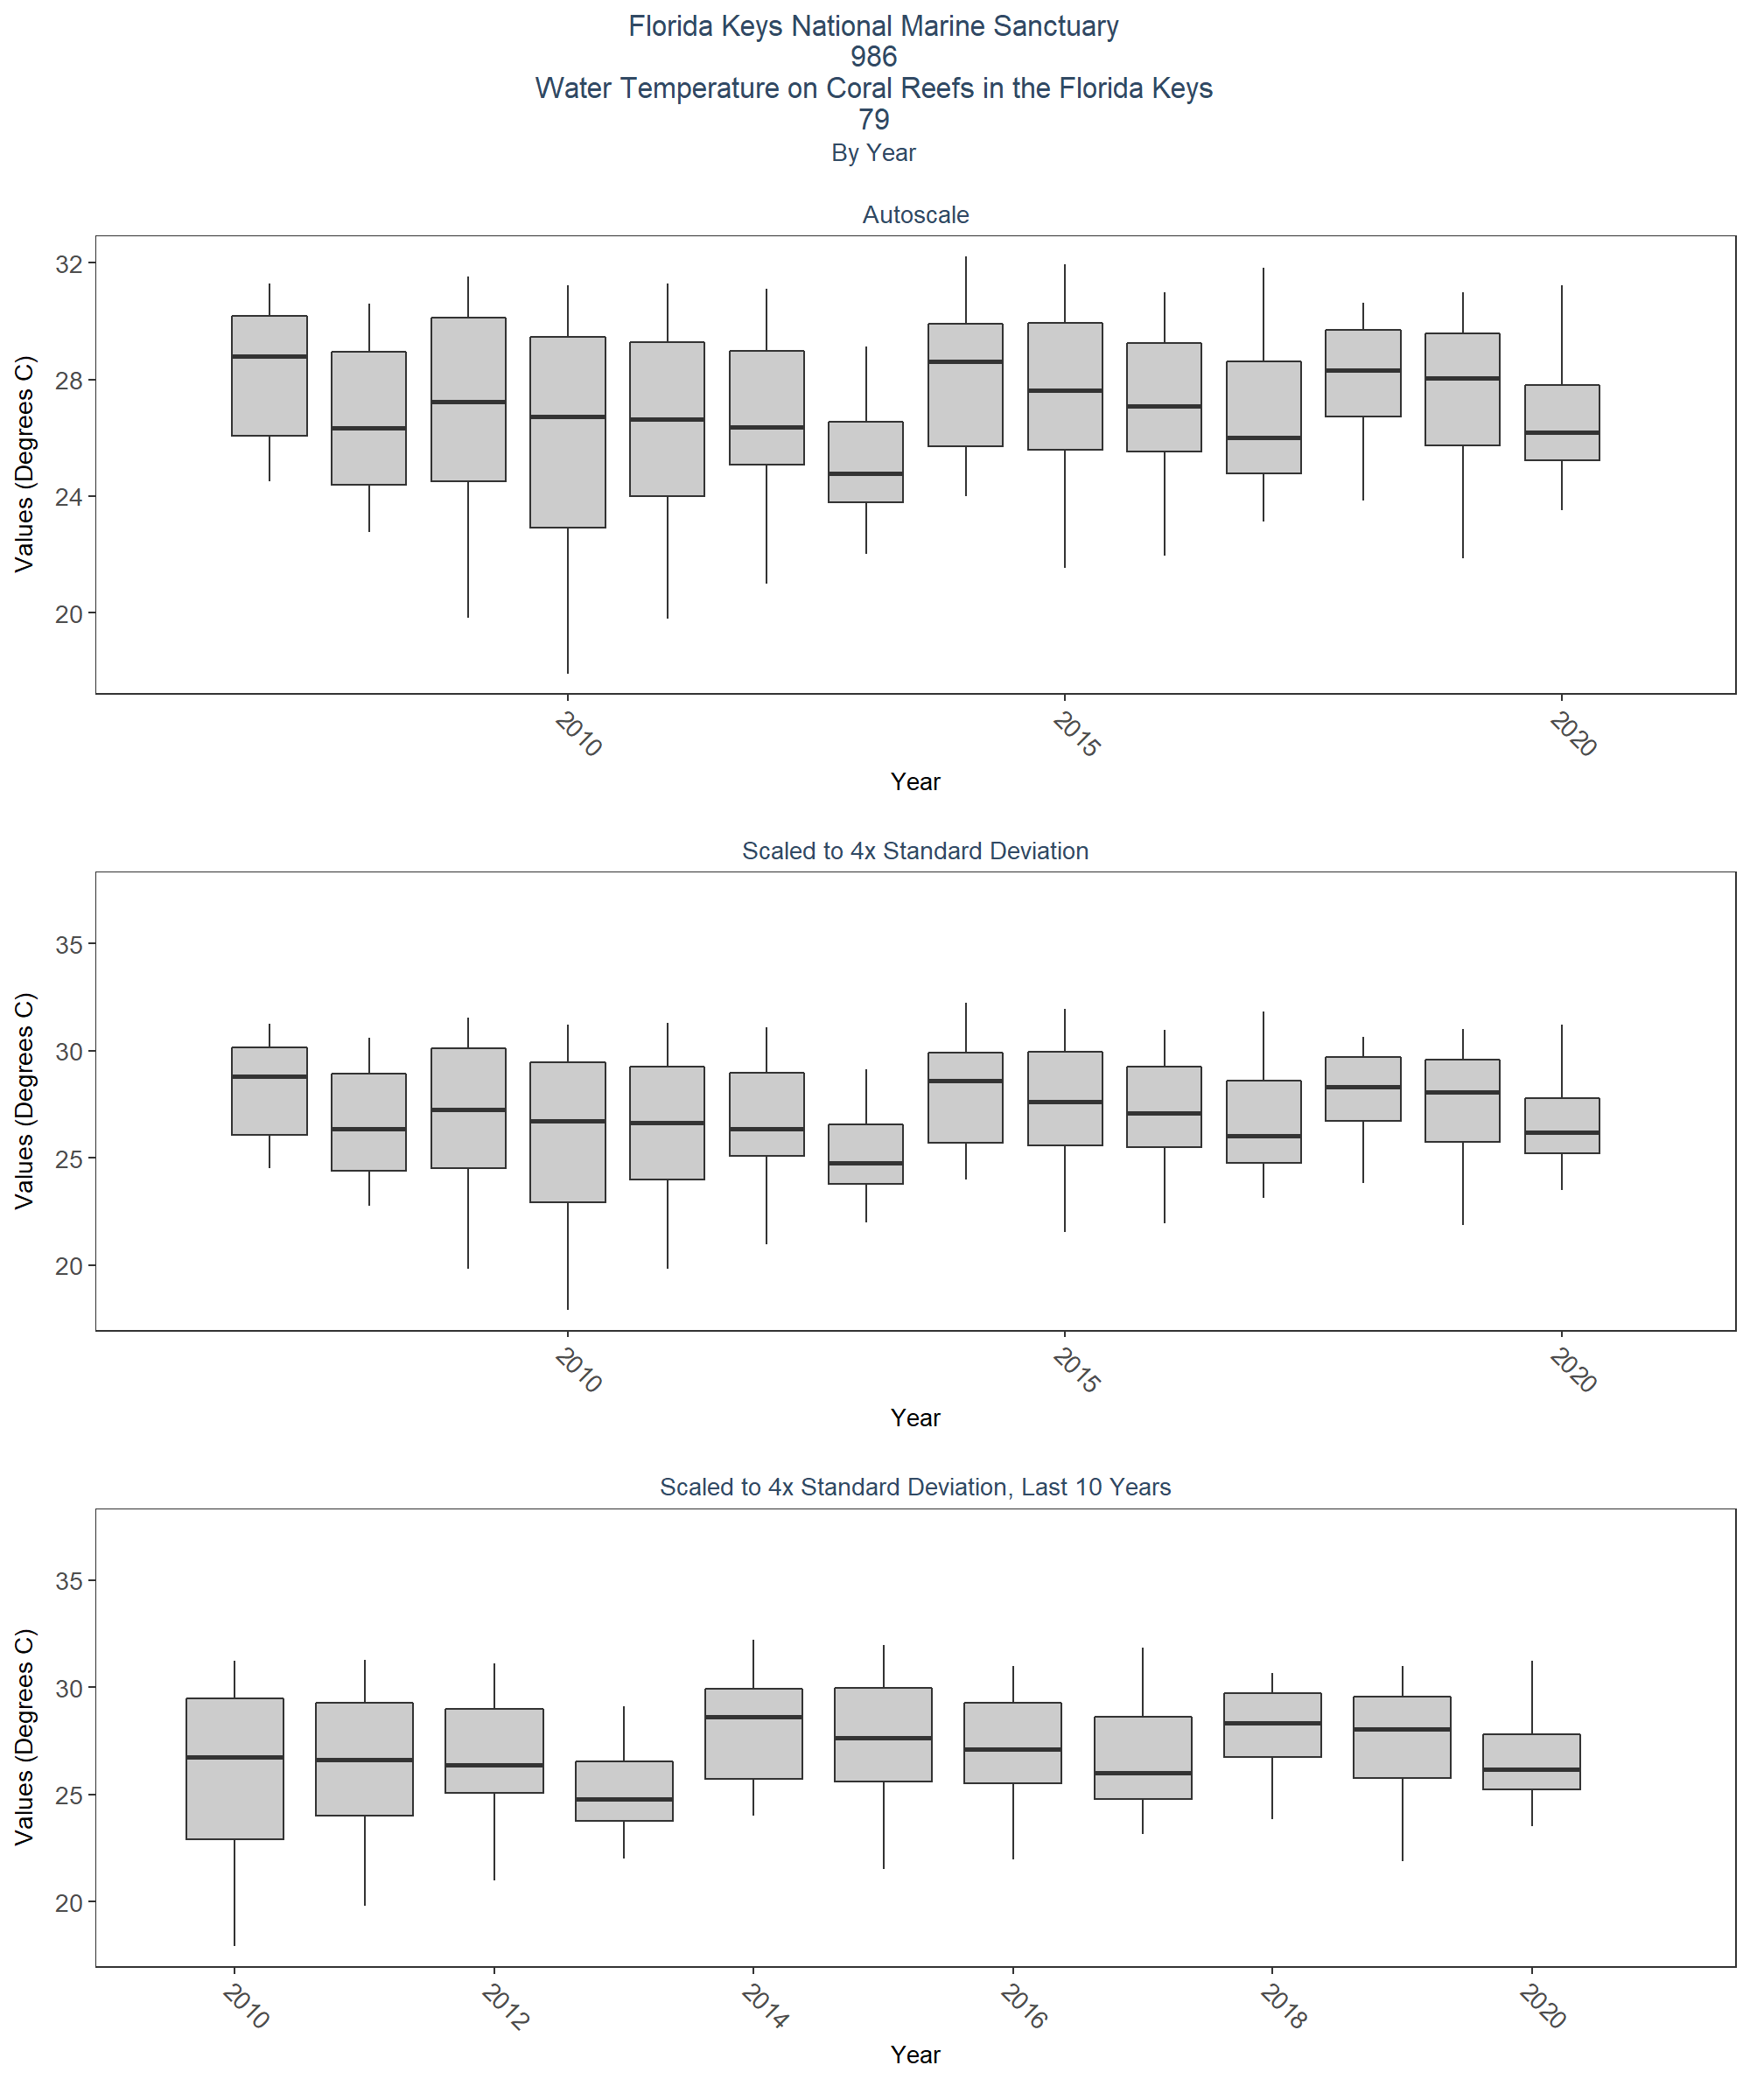 Florida Keys National Marine Sanctuary
986
Water Temperature on Coral Reefs in the Florida Keys
79
By Year
Autoscale
Values (Degrees C)
32
28
24
20
2010
2015
2020
Year
Scaled to 4x Standard Deviation
Values (Degrees C)
35
30
25
20
2010
2015
2020
Year
Scaled to 4x Standard Deviation, Last 10 Years
Values (Degrees C)
35
30
25
20
2010
2012
2014
2016
2018
2020
Year